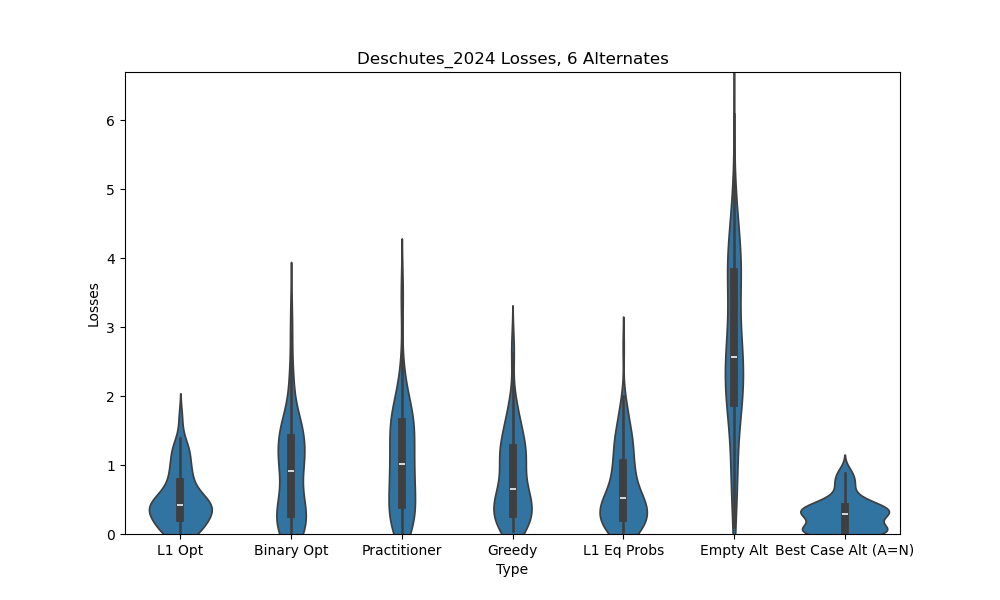 Deschutes_2024 Losses, 6 Alternates
6
5
4
3
2
1
0
Losses
L1 Opt Binary Opt Practitioner Greedy L1 Eq Probs Empty Alt Best Case Alt (A=N)
Type